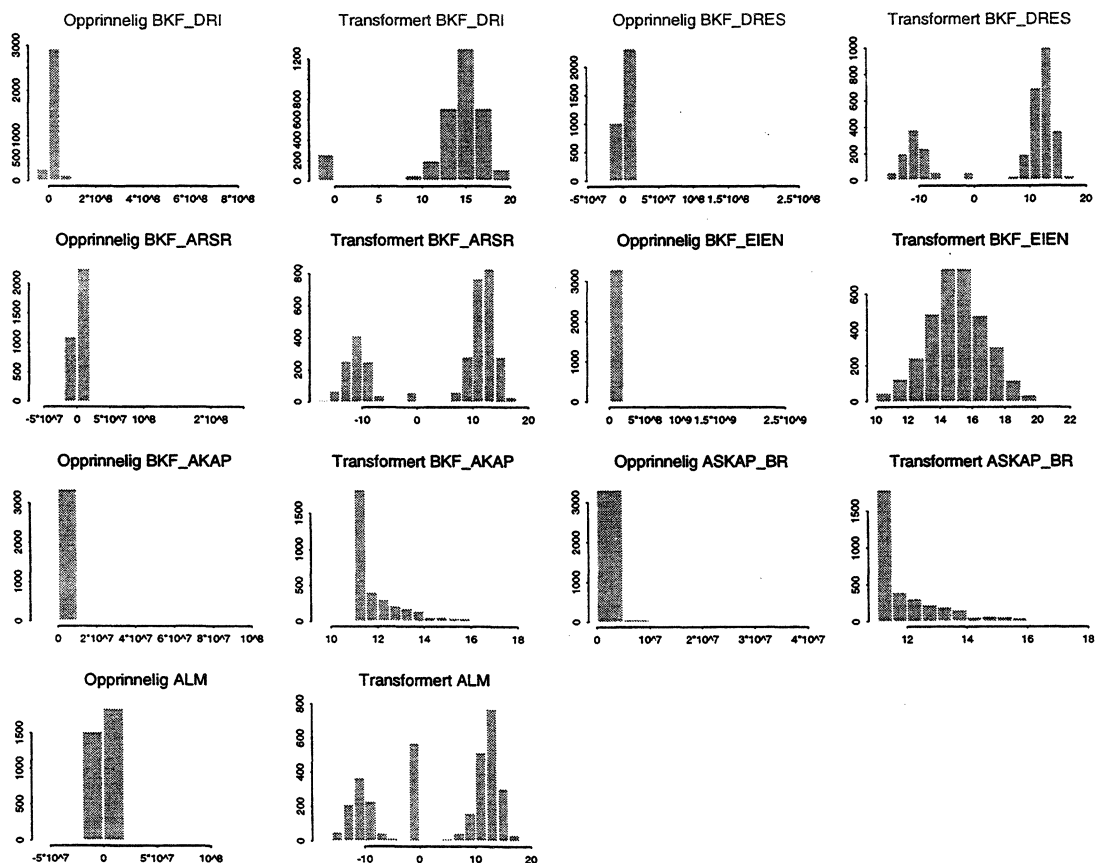 Opprinnelig BKF_DRI
0 500 1000 2000 3000
0 2*10^8 4*10^8 6*10^8 8*10^8
Transformert BKF_DRI
0 200 400 600 800 1200
0 5 10 15 20
Opprinnelig BKF_DRES
0 500 1000 1500 2000
-5*10^7 0 5*10^7 10^8 1.5*10^8 2.5*10^8
Transformert BKF_DRES
0 200 400 600 800 1000
-10 0 10 20
Opprinnelig BKF_ARSR
0 500 1000 1500 2000
-5*10^7 0 5*10^7 10^8 2*10^8
Transformert BKF_ARSR
0 200 400 600 800
-10 0 10 20
Opprinnelig BKF_EIEN
0 1000 2000 3000
0 5*10^8 10^9 1.5*10^9 2.5*10^9
Transformert BKF_EIEN
0 200 400 600
10 12 14 16 18 20 22
Opprinnelig BKF_AKAP
0 1000 2000 3000
0 2*10^7 4*10^7 6*10^7 8*10^7 10^8
Transformert BKF_AKAP
0 500 1000 1500
10 12 14 16 18
Opprinnelig ASKAP_BR
0 1000 2000 3000
0 10^7 2*10^7 3*10^7 4*10^7
Transformert ASKAP_BR
0 500 1000 1500
12 14 16 18
Opprinnelig ALM
0 500 1000 1500
-5*10^7 0 5*10^7 10^8
Transformert ALM
0 200 400 600 800
-10 0 10 20